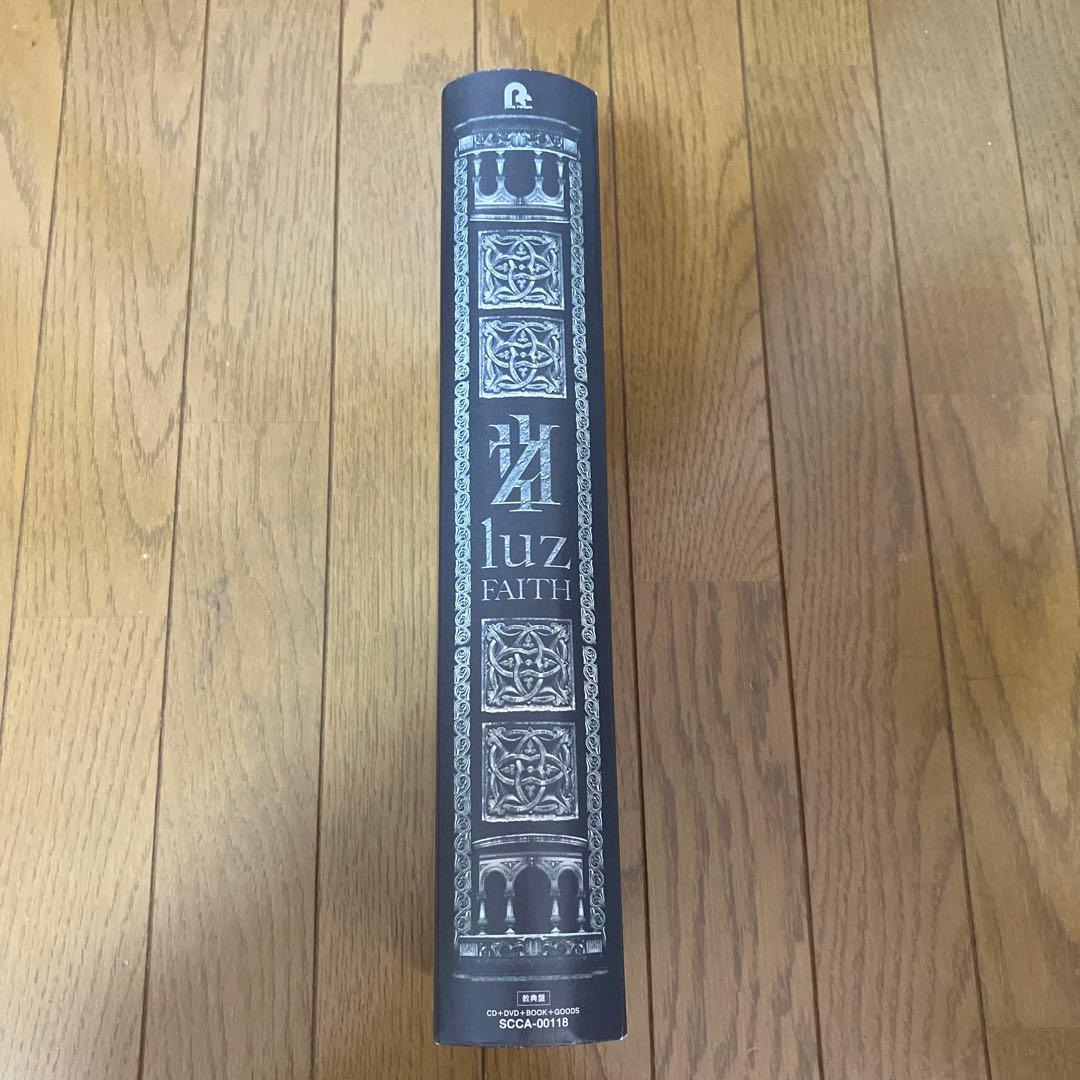 luz
FAITH
教典盤
CD+DVD+BOOK+GOODS
SCCA-00118